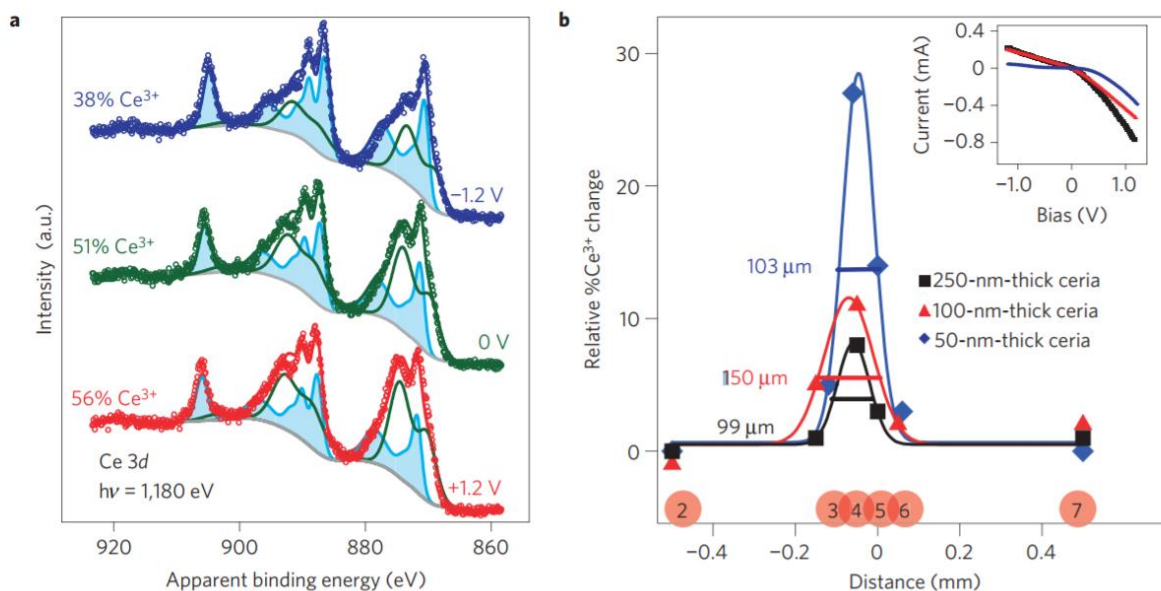 a
38% Ce³⁺
−1.2 V
51% Ce³⁺
0 V
56% Ce³⁺
+1.2 V
Ce 3d
hν = 1,180 eV
Intensity (a.u.)
920
900
880
860
Apparent binding energy (eV)
b
Relative %Ce³⁺ change
30
20
10
0
103 μm
150 μm
99 μm
Current (mA)
0.4
0
−0.4
−0.8
−1.0
0
1.0
Bias (V)
250-nm-thick ceria
100-nm-thick ceria
50-nm-thick ceria
2
3
4
5
6
7
−0.4
−0.2
0
0.2
0.4
Distance (mm)